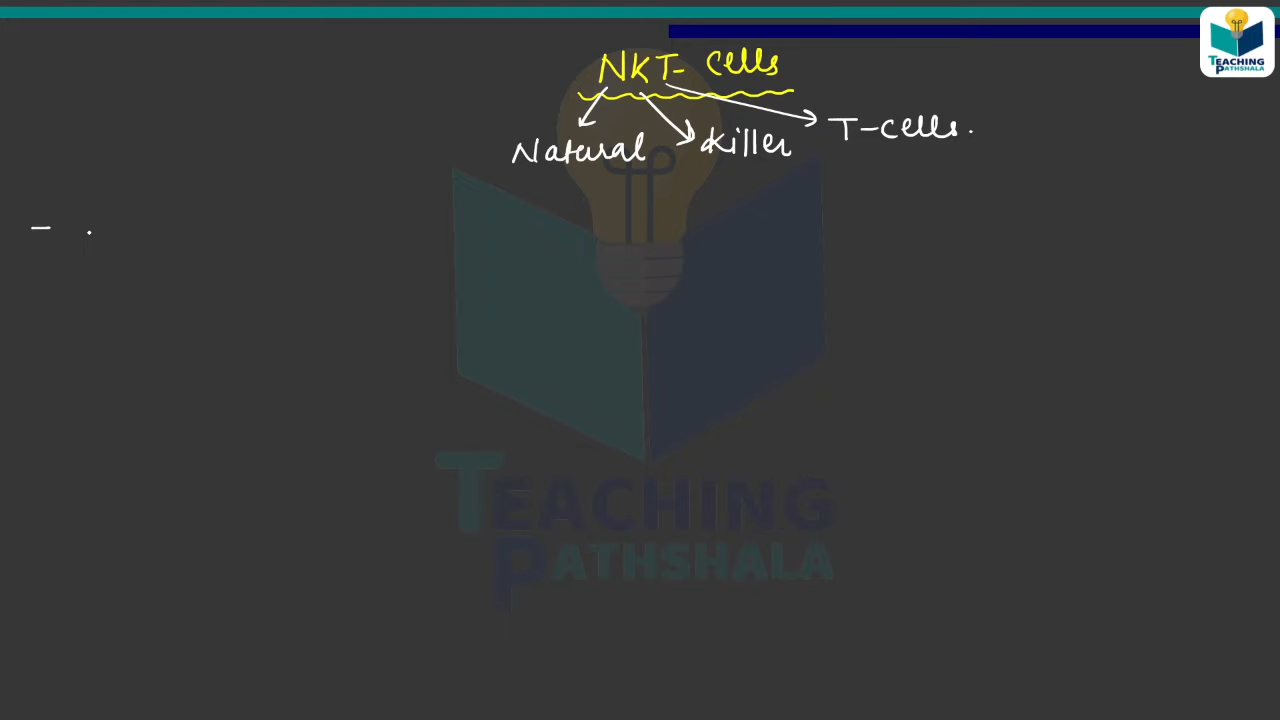 TEACHING
PATHSHALA
NKT- cells
Natural Killer T-cells.
-
TEACHING
PATHSHALA